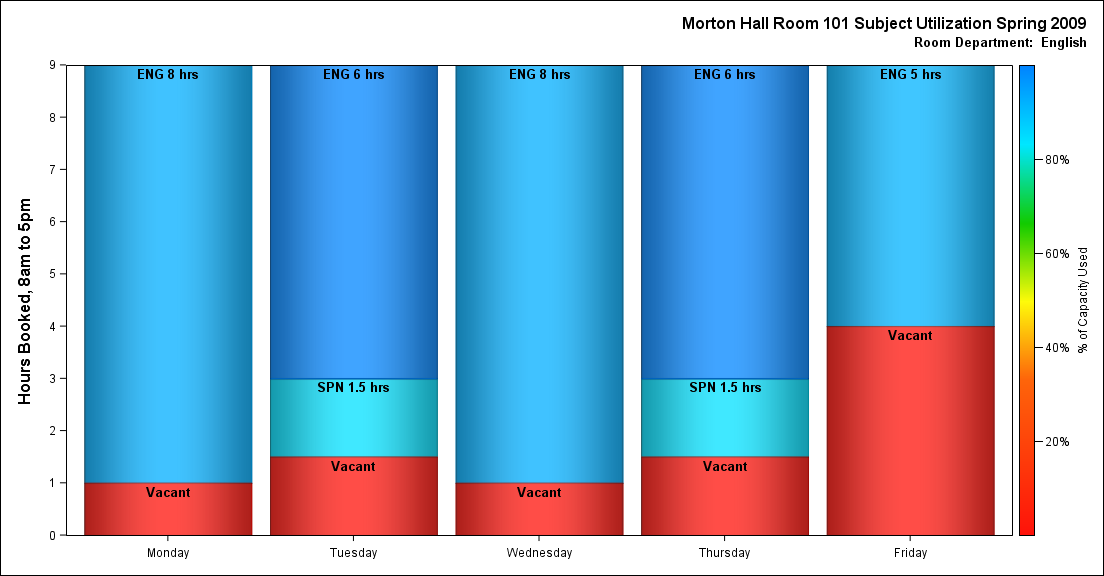 Morton Hall Room 101 Subject Utilization Spring 2009
Room Department:  English
Hours Booked, 8am to 5pm
9
8
7
6
5
4
3
2
1
0
ENG 8 hrs
Vacant
ENG 6 hrs
SPN 1.5 hrs
Vacant
ENG 8 hrs
Vacant
ENG 6 hrs
SPN 1.5 hrs
Vacant
ENG 5 hrs
Vacant
Monday
Tuesday
Wednesday
Thursday
Friday
80%
60%
40%
20%
% of Capacity Used